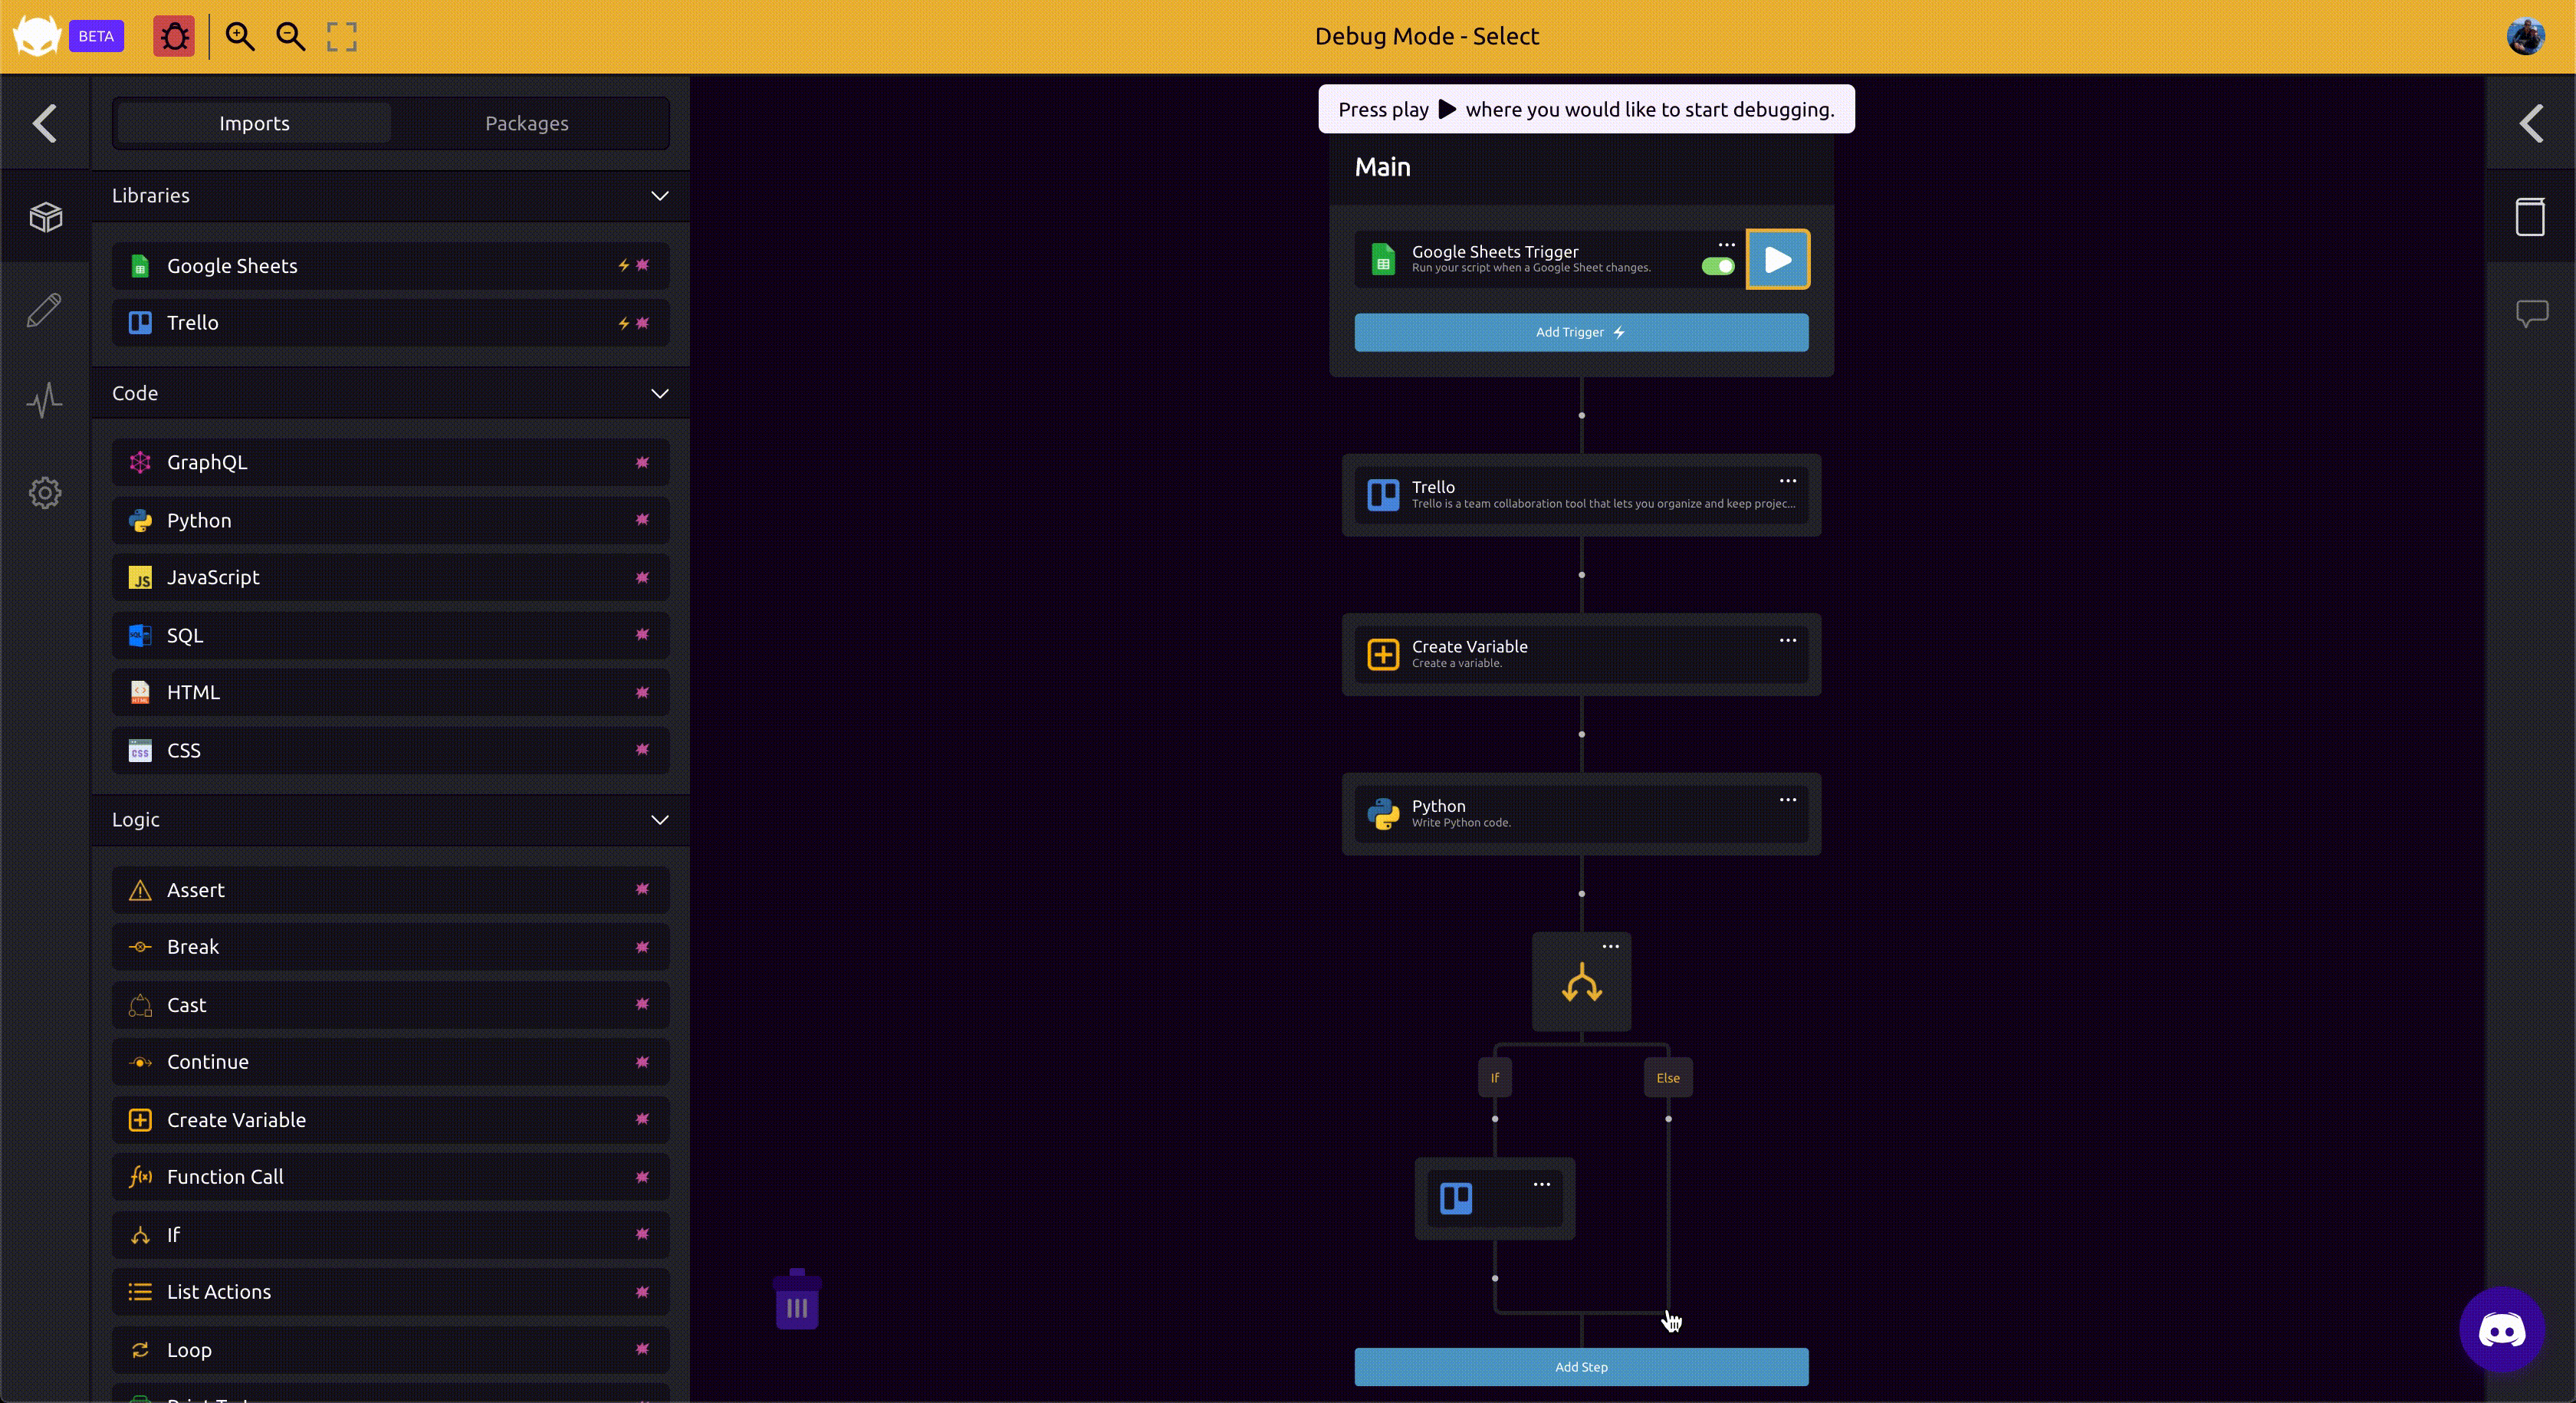 BETA
Debug Mode - Select
Imports
Packages
Libraries
Google Sheets
Trello
Code
GraphQL
Python
JavaScript
SQL
HTML
CSS
Logic
Assert
Break
Cast
Continue
Create Variable
Function Call
If
List Actions
Loop
Press play where you would like to start debugging.
Main
Google Sheets Trigger
Run your script when a Google Sheet changes.
Add Trigger
Trello
Trello is a team collaboration tool that lets you organize and keep projec...
Create Variable
Create a variable.
Python
Write Python code.
If
Else
Add Step